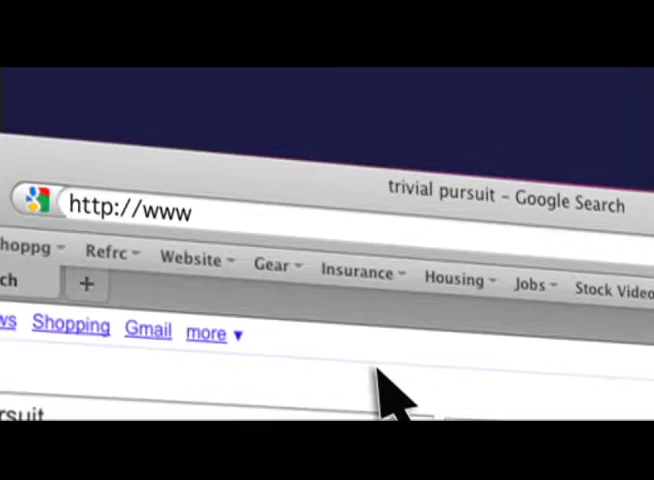 trivial pursuit – Google Search
http://www
hoppg Refrc Website Gear Insurance Housing Jobs Stock Video
ch +
ws Shopping Gmail more ▼
rsuit